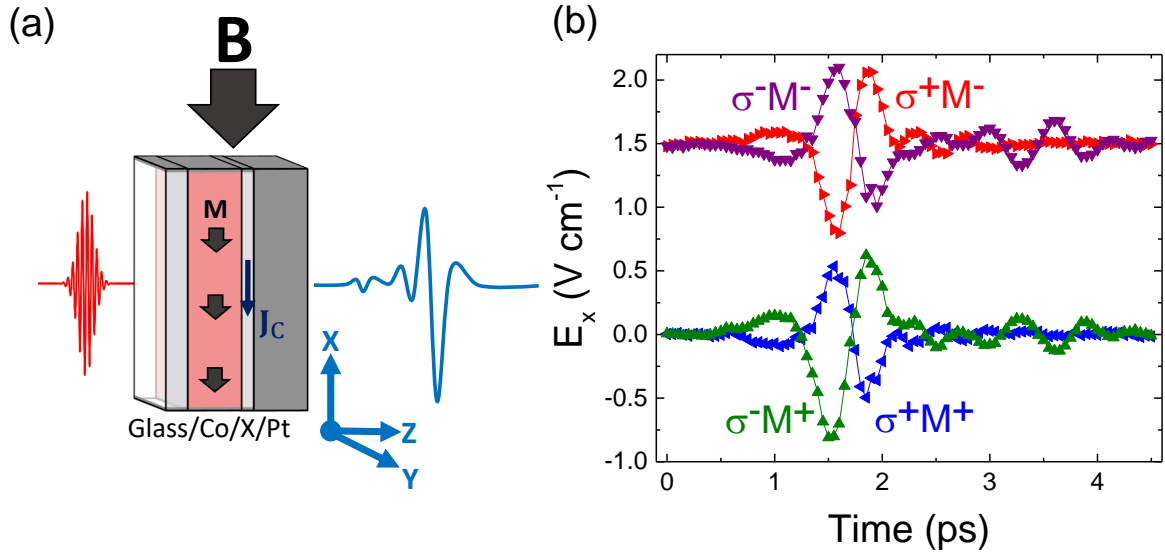 (a)
B
M
J_C
Glass/Co/X/Pt
X
Z
Y
(b)
E_x (V cm⁻¹)
2.0
1.5
1.0
0.5
0.0
-0.5
-1.0
σ⁻M⁻
σ⁺M⁻
σ⁻M⁺
σ⁺M⁺
0
1
2
3
4
Time (ps)